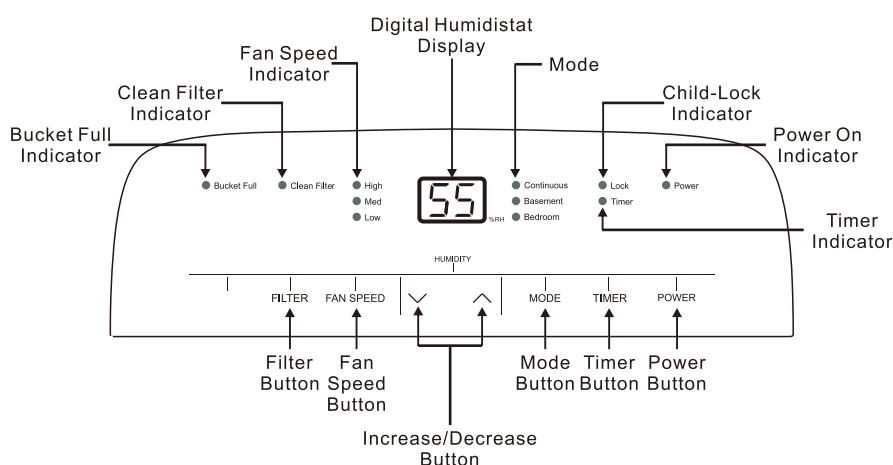 Digital Humidistat
Display
Fan Speed
Indicator
Mode
Clean Filter
Indicator
Child-Lock
Indicator
Bucket Full
Indicator
Power On
Indicator
Bucket Full
Clean Filter
High
Med
Low
55
%RH
Continuous
Basement
Bedroom
Lock
Timer
Power
Timer
Indicator
HUMIDITY
FILTER
FAN SPEED
MODE
TIMER
POWER
Filter
Button
Fan
Speed
Button
Mode
Button
Timer
Button
Power
Button
Increase/Decrease
Button